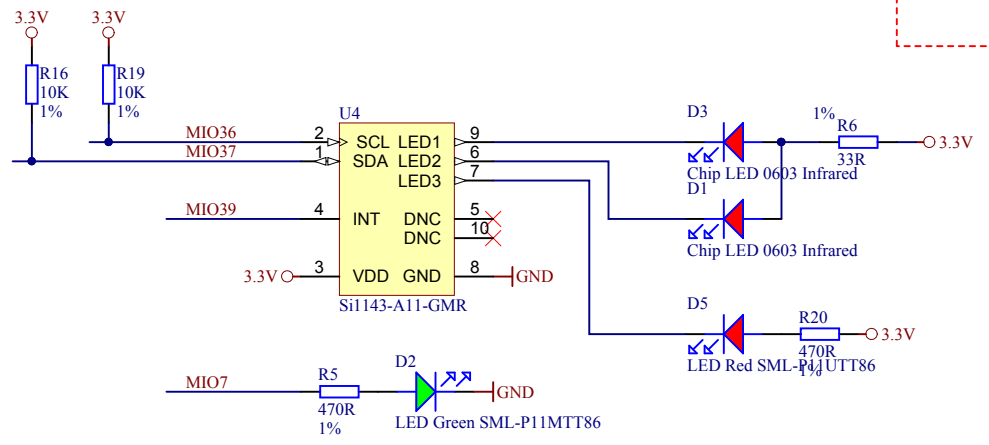 3.3V
3.3V
R16
10K
1%
R19
10K
1%
U4
MIO36
2
SCL
LED1
9
MIO37
1
SDA
LED2
6
LED3
7
MIO39
4
INT
DNC
5
DNC
10
3.3V
3
VDD
GND
8
GND
Si1143-A11-GMR
D3
Chip LED 0603 Infrared
1%
R6
33R
3.3V
D1
Chip LED 0603 Infrared
D5
LED Red SML-P11UTT86
R20
470R
1%
3.3V
MIO7
R5
470R
1%
D2
LED Green SML-P11MTT86
GND